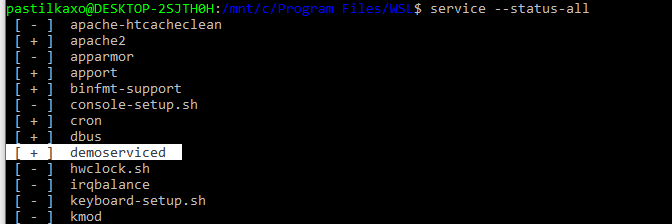 pastilkaxo@DESKTOP-2SJTH0H:/mnt/c/Program Files/WSL$ service --status-all
[ - ]  apache-htcacheclean
[ + ]  apache2
[ - ]  apparmor
[ + ]  apport
[ + ]  binfmt-support
[ - ]  console-setup.sh
[ + ]  cron
[ + ]  dbus
[ + ]  demoserviced
[ - ]  hwclock.sh
[ - ]  irqbalance
[ - ]  keyboard-setup.sh
[ - ]  kmod